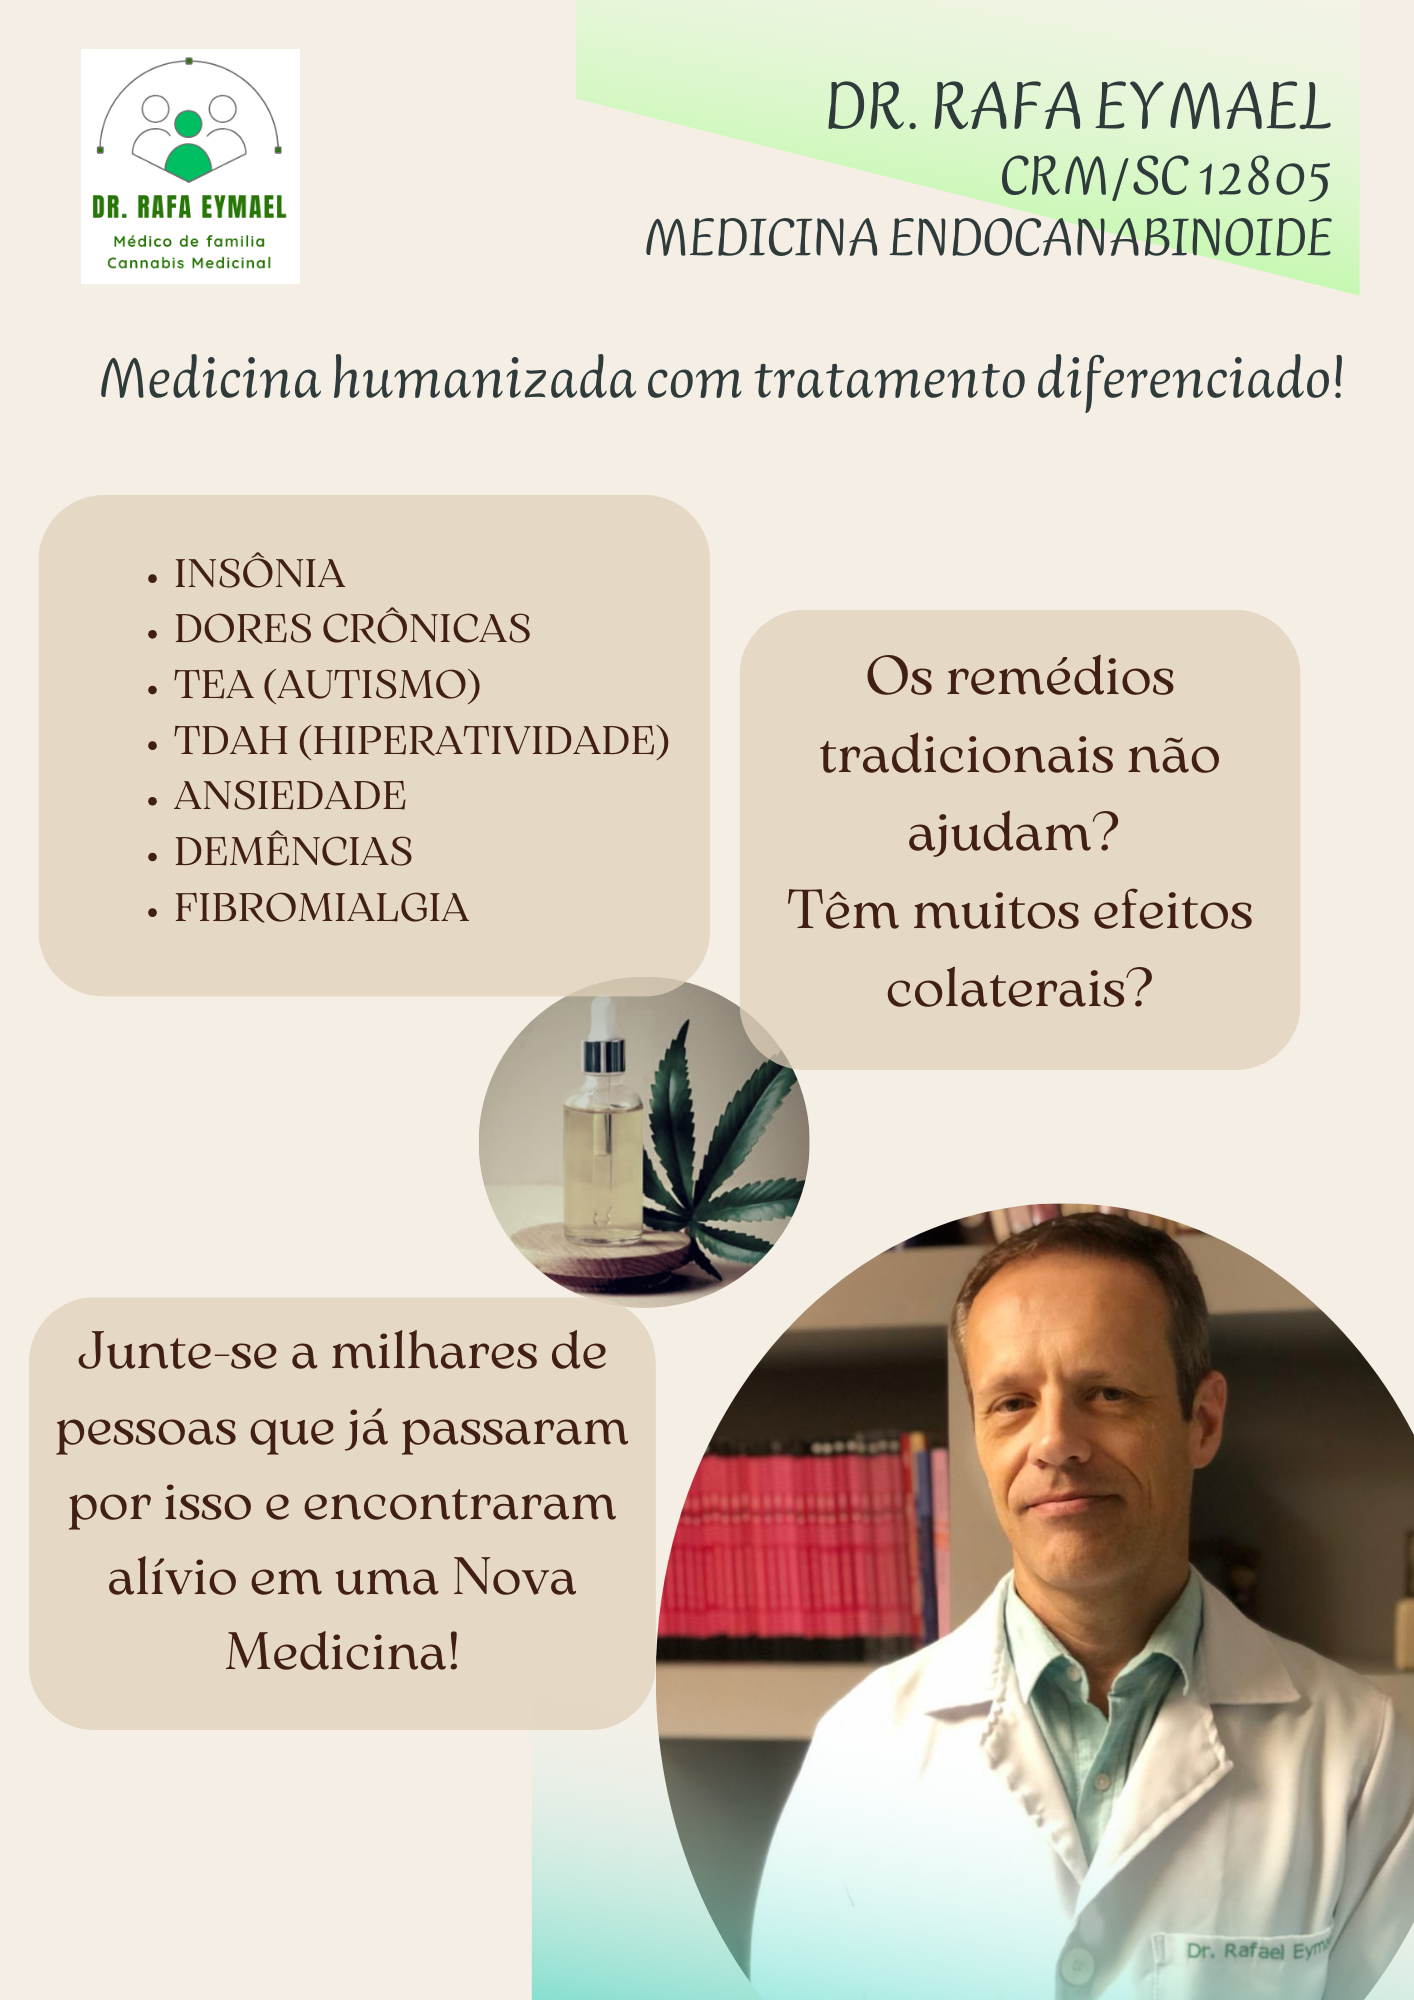 DR. RAFA EYMAEL
Médico de familia
Cannabis Medicinal
DR. RAFA EYMAEL
CRM/SC 12805
MEDICINA ENDOCANABINOIDE
Medicina humanizada com tratamento diferenciado!
• INSÔNIA
• DORES CRÔNICAS
• TEA (AUTISMO)
• TDAH (HIPERATIVIDADE)
• ANSIEDADE
• DEMÊNCIAS
• FIBROMIALGIA
Os remédios
tradicionais não
ajudam?
Têm muitos efeitos
colaterais?
Junte-se a milhares de
pessoas que já passaram
por isso e encontraram
alívio em uma Nova
Medicina!
Dr. Rafael